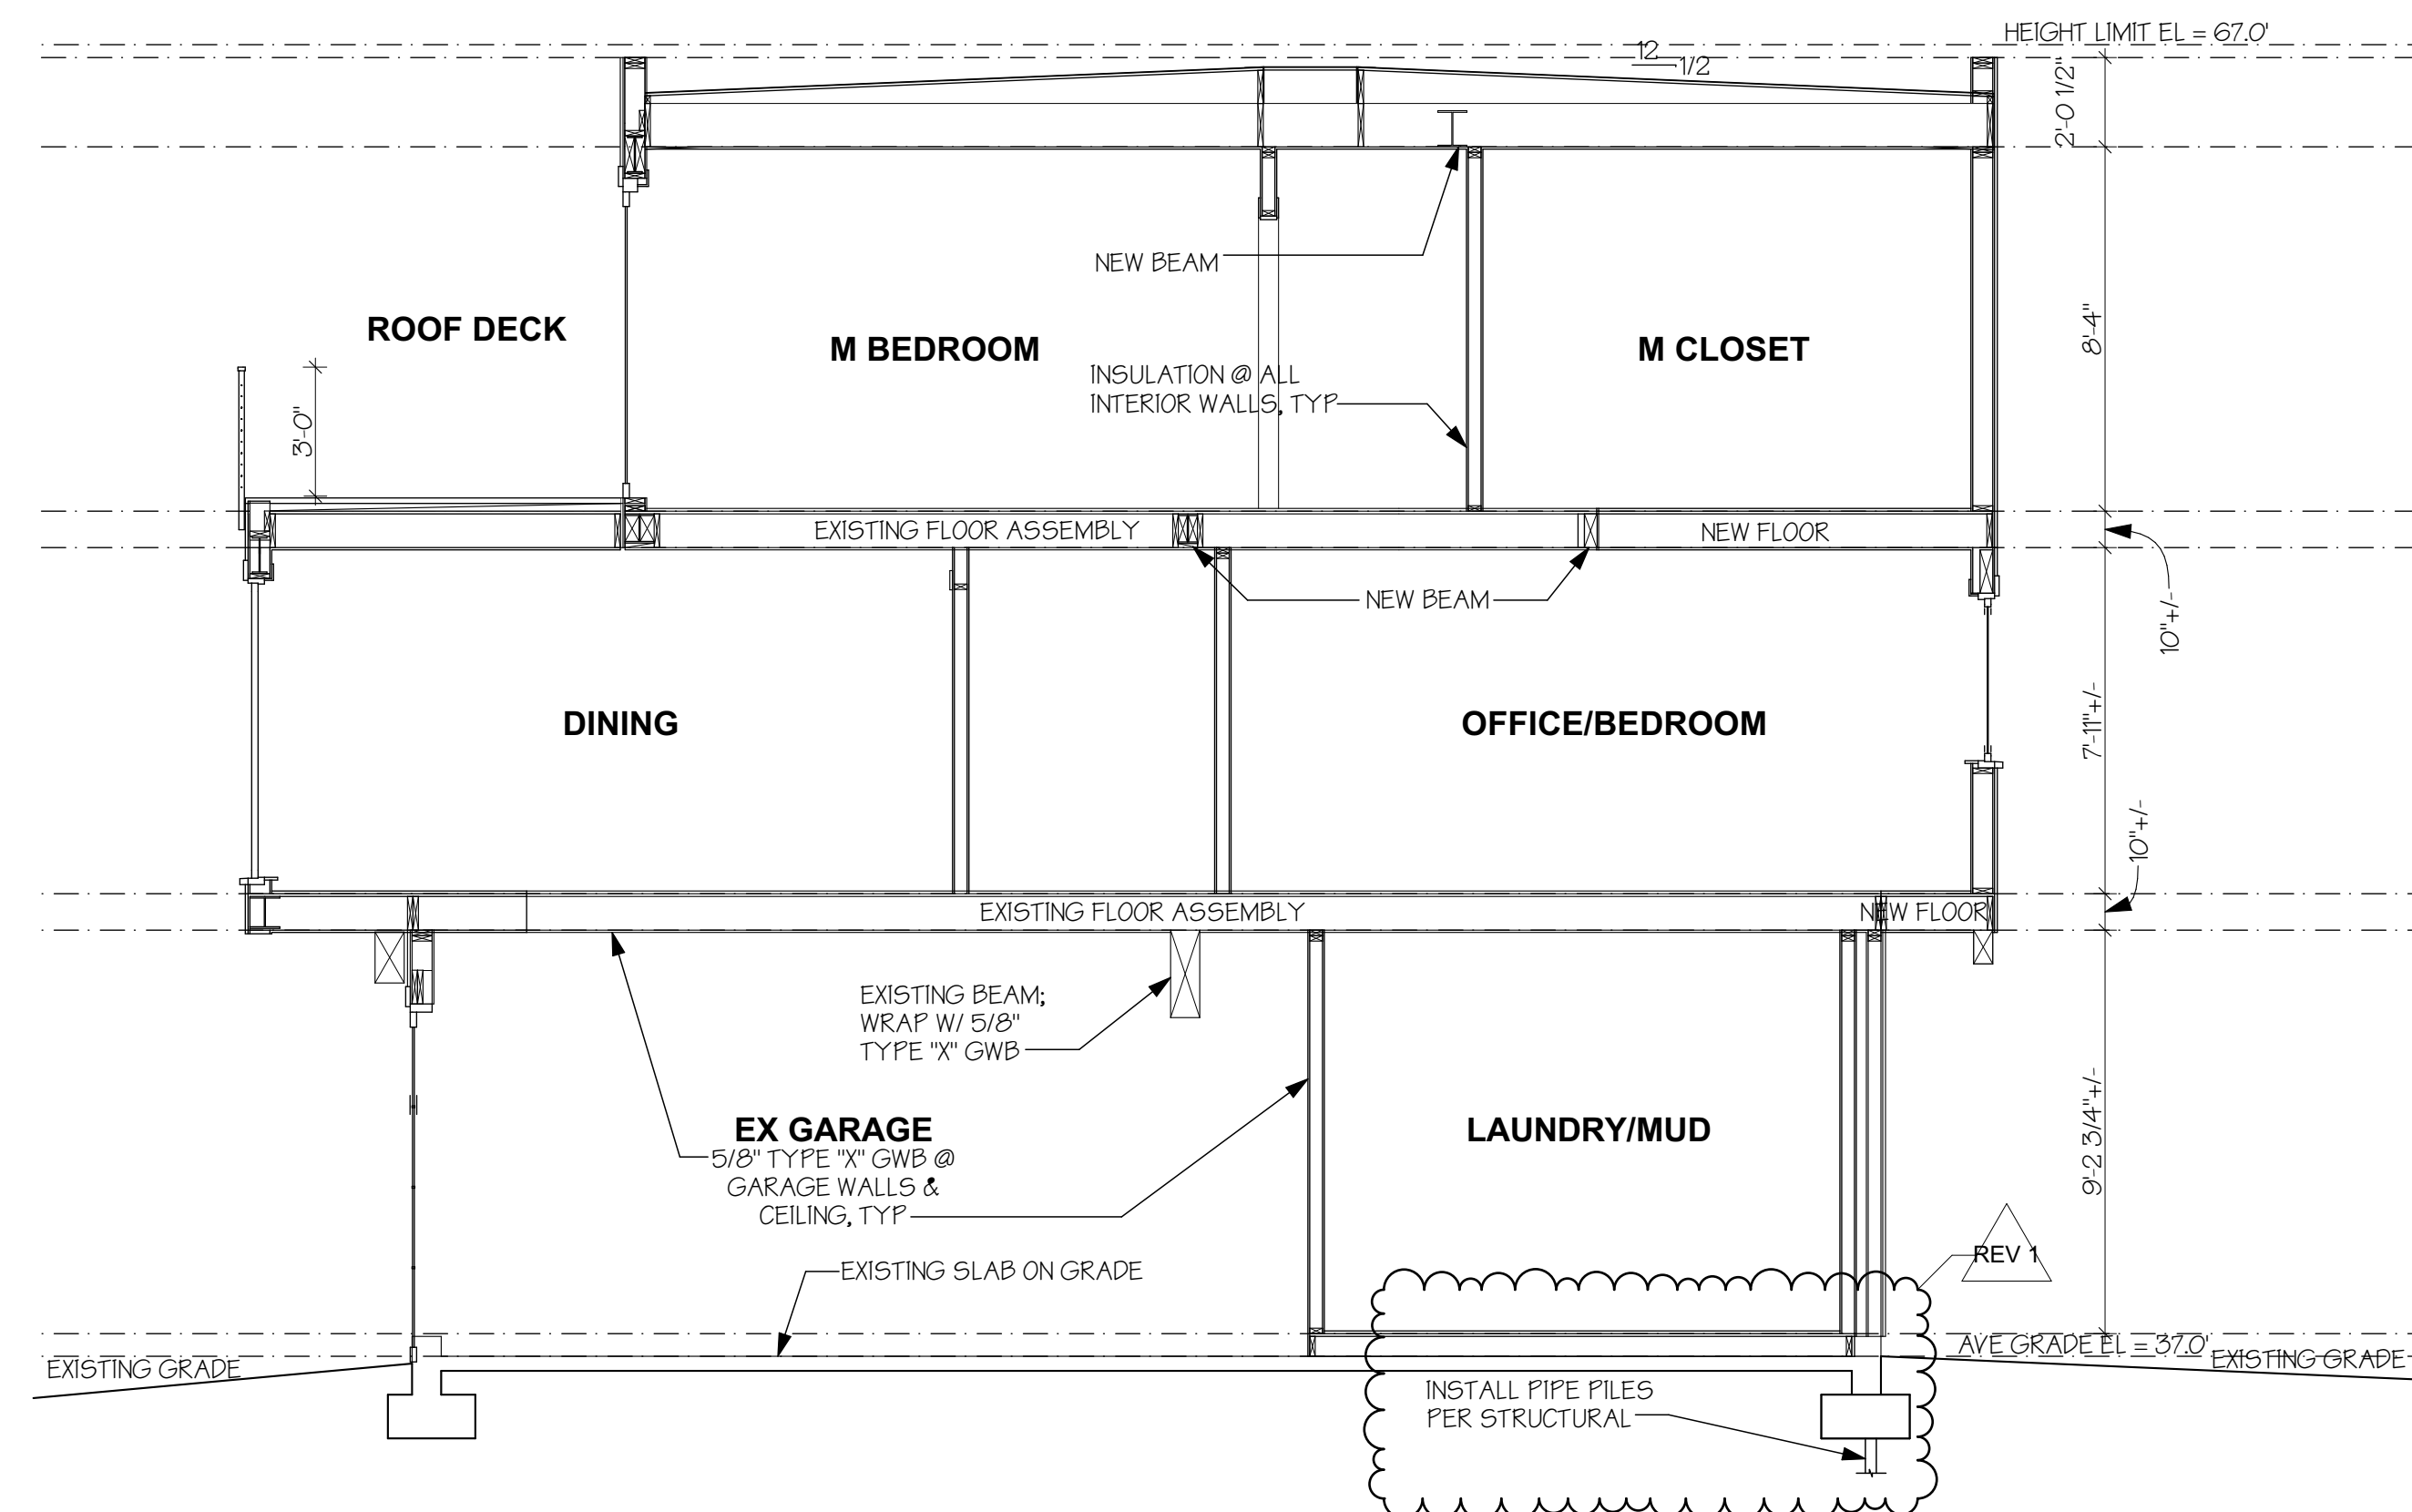 HEIGHT LIMIT EL = 67.0'
12
1/2
2'-0 1/2"
NEW BEAM
8'-4"
ROOF DECK
M BEDROOM
M CLOSET
INSULATION @ ALL
INTERIOR WALLS, TYP
3'-0"
EXISTING FLOOR ASSEMBLY
NEW FLOOR
NEW BEAM
10"+/-
DINING
OFFICE/BEDROOM
7'-11"+/-
10"+/-
EXISTING FLOOR ASSEMBLY
NEW FLOOR
EXISTING BEAM;
WRAP W/ 5/8"
TYPE "X" GWB
9'-2 3/4"+/-
EX GARAGE
LAUNDRY/MUD
5/8" TYPE "X" GWB @
GARAGE WALLS &
CEILING, TYP
REV 1
EXISTING SLAB ON GRADE
AVE GRADE EL = 37.0'
EXISTING GRADE
EXISTING GRADE
INSTALL PIPE PILES
PER STRUCTURAL